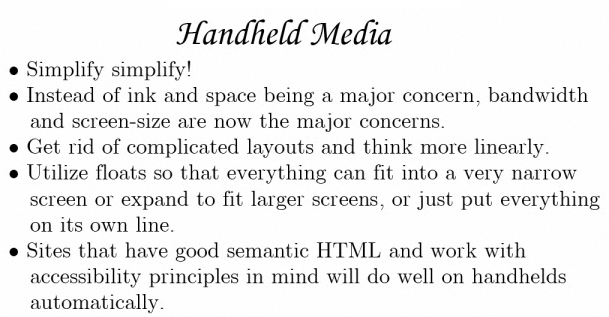 Handheld Media
• Simplify simplify!
• Instead of ink and space being a major concern, bandwidth
and screen-size are now the major concerns.
• Get rid of complicated layouts and think more linearly.
• Utilize floats so that everything can fit into a very narrow
screen or expand to fit larger screens, or just put everything
on its own line.
• Sites that have good semantic HTML and work with
accessibility principles in mind will do well on handhelds
automatically.